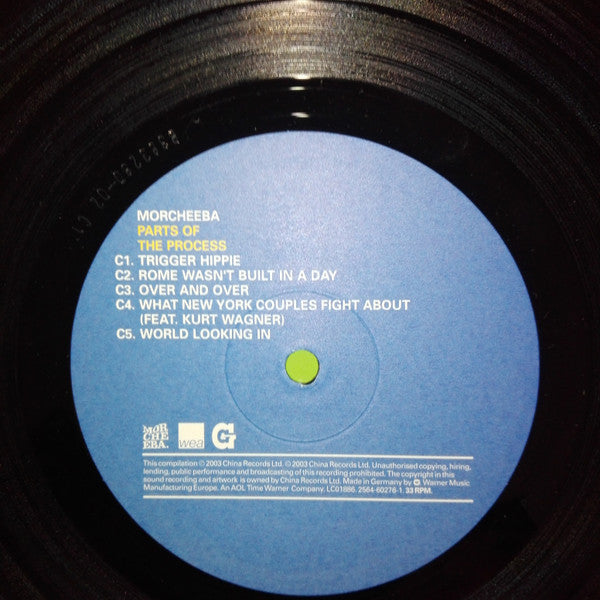 MORCHEEBA
PARTS OF
THE PROCESS
C1. TRIGGER HIPPIE
C2. ROME WASN'T BUILT IN A DAY
C3. OVER AND OVER
C4. WHAT NEW YORK COUPLES FIGHT ABOUT
(FEAT. KURT WAGNER)
C5. WORLD LOOKING IN
MOR
CHE
EBA.
wea
This compilation ℗ 2003 China Records Ltd. © 2003 China Records Ltd. Unauthorised copying, hiring,
lending, public performance and broadcasting of this recording prohibited. The copyright in this
sound recording and artwork is owned by China Records Ltd. Made in Germany by Warner Music
Manufacturing Europe. An AOL Time Warner Company. LC01886. 2564-60276-1. 33 RPM.